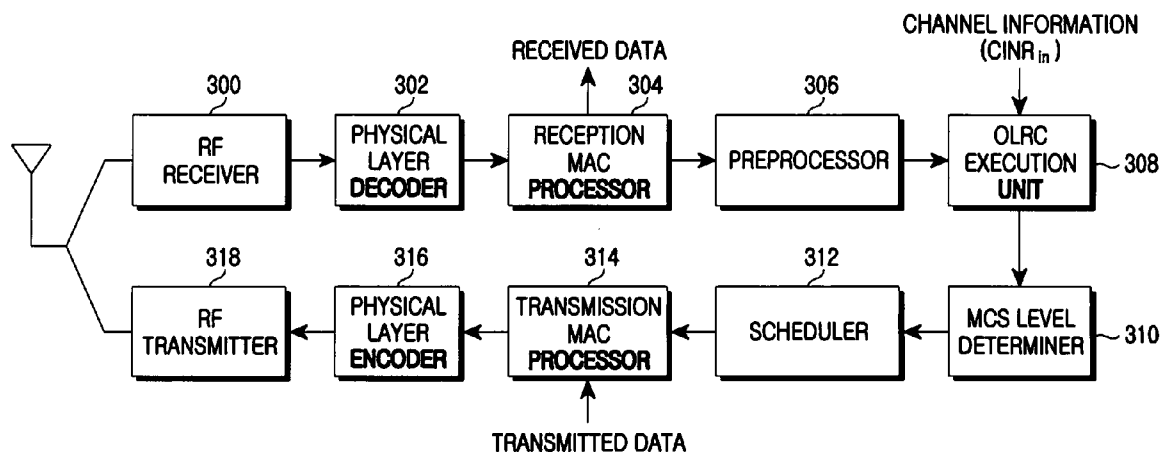 CHANNEL INFORMATION
(CINR in)
RECEIVED DATA
300
302
304
306
RF
RECEIVER
PHYSICAL
LAYER
DECODER
RECEPTION
MAC
PROCESSOR
PREPROCESSOR
OLRC
EXECUTION
UNIT
308
318
316
314
312
RF
TRANSMITTER
PHYSICAL
LAYER
ENCODER
TRANSMISSION
MAC
PROCESSOR
SCHEDULER
MCS LEVEL
DETERMINER
310
TRANSMITTED DATA